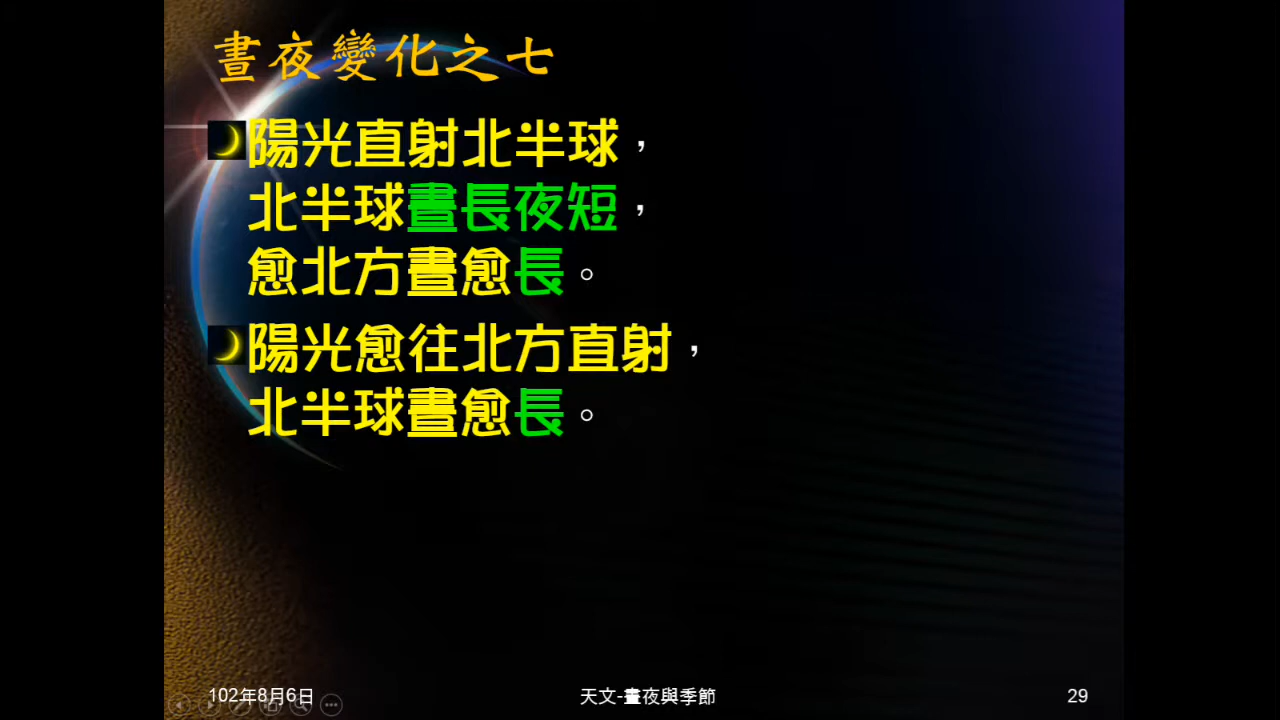 晝夜變化之七
陽光直射北半球，
北半球晝長夜短，
愈北方晝愈長。
陽光愈往北方直射，
北半球晝愈長。
102年8月6日
天文-晝夜與季節
29